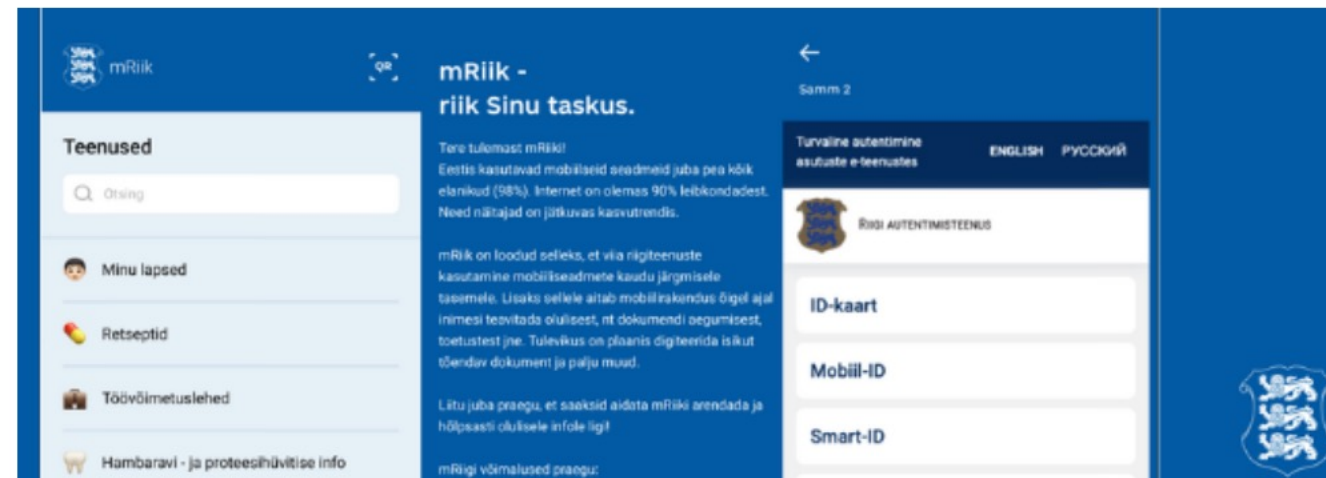 mRiik
QR
Teenused
Otsing
Minu lapsed
Retseptid
Töövõimetuslehed
Hambaravi - ja proteesihüvitise info
mRiik -
riik Sinu taskus.
Tere tulemast mRiiki!
Eestis kasutavad mobiilseid seadmeid juba pea kõik
elanikud (98%). Internet on olemas 90% leibkondadest.
Need näitajad on jätkuvas kasvutrendis.
mRiik on loodud selleks, et viia riigiteenuste
kasutamine mobiiliseadmete kaudu järgmisele
tasemele. Lisaks sellele aitab mobiilirakendus õigel ajal
inimesi teavitada olulisest, nt dokumendi aegumisest,
toetustest jne. Tulevikus on plaanis digiteerida isikut
tõendav dokument ja palju muud.
Liitu juba praegu, et saaksid aidata mRiiki arendada ja
hõlpsasti olulisele infole ligi!
mRiigi võimalused praegu:
Samm 2
Turvaline autentimine
asutuste e-teenustes
ENGLISH РУССКИЙ
RIIGI AUTENTIMISTEENUS
ID-kaart
Mobiil-ID
Smart-ID